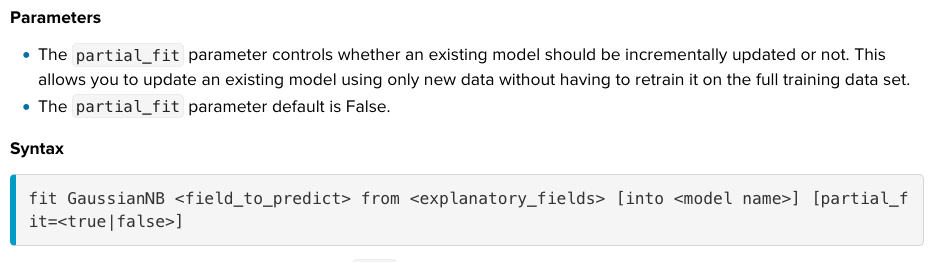 Parameters
• The partial_fit parameter controls whether an existing model should be incrementally updated or not. This
allows you to update an existing model using only new data without having to retrain it on the full training data set.
• The partial_fit parameter default is False.
Syntax
fit GaussianNB <field_to_predict> from <explanatory_fields> [into <model name>] [partial_f
it=<true|false>]